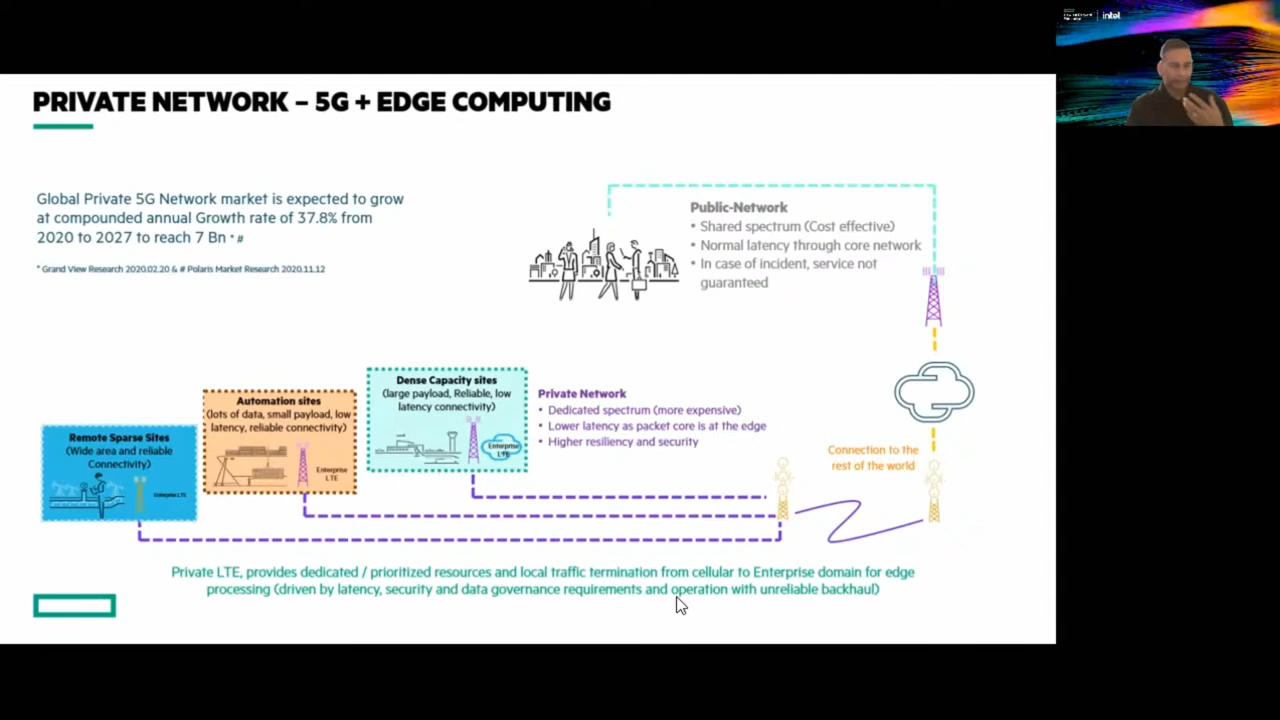 PRIVATE NETWORK – 5G + EDGE COMPUTING
Global Private 5G Network market is expected to grow
at compounded annual Growth rate of 37.8% from
2020 to 2027 to reach 7 Bn * #
* Grand View Research 2020.02.20 & # Polaris Market Research 2020.11.12
Public-Network
• Shared spectrum (Cost effective)
• Normal latency through core network
• In case of incident, service not
guaranteed
Dense Capacity sites
(large payload, Reliable, low
latency connectivity)
Enterprise
LTE
Private Network
• Dedicated spectrum (more expensive)
• Lower latency as packet core is at the edge
• Higher resiliency and security
Automation sites
(lots of data, small payload, low
latency, reliable connectivity)
Enterprise
LTE
Remote Sparse Sites
(Wide area and reliable
Connectivity)
Enterprise LTE
Connection to the
rest of the world
Private LTE, provides dedicated / prioritized resources and local traffic termination from cellular to Enterprise domain for edge
processing (driven by latency, security and data governance requirements and operation with unreliable backhaul)
intel